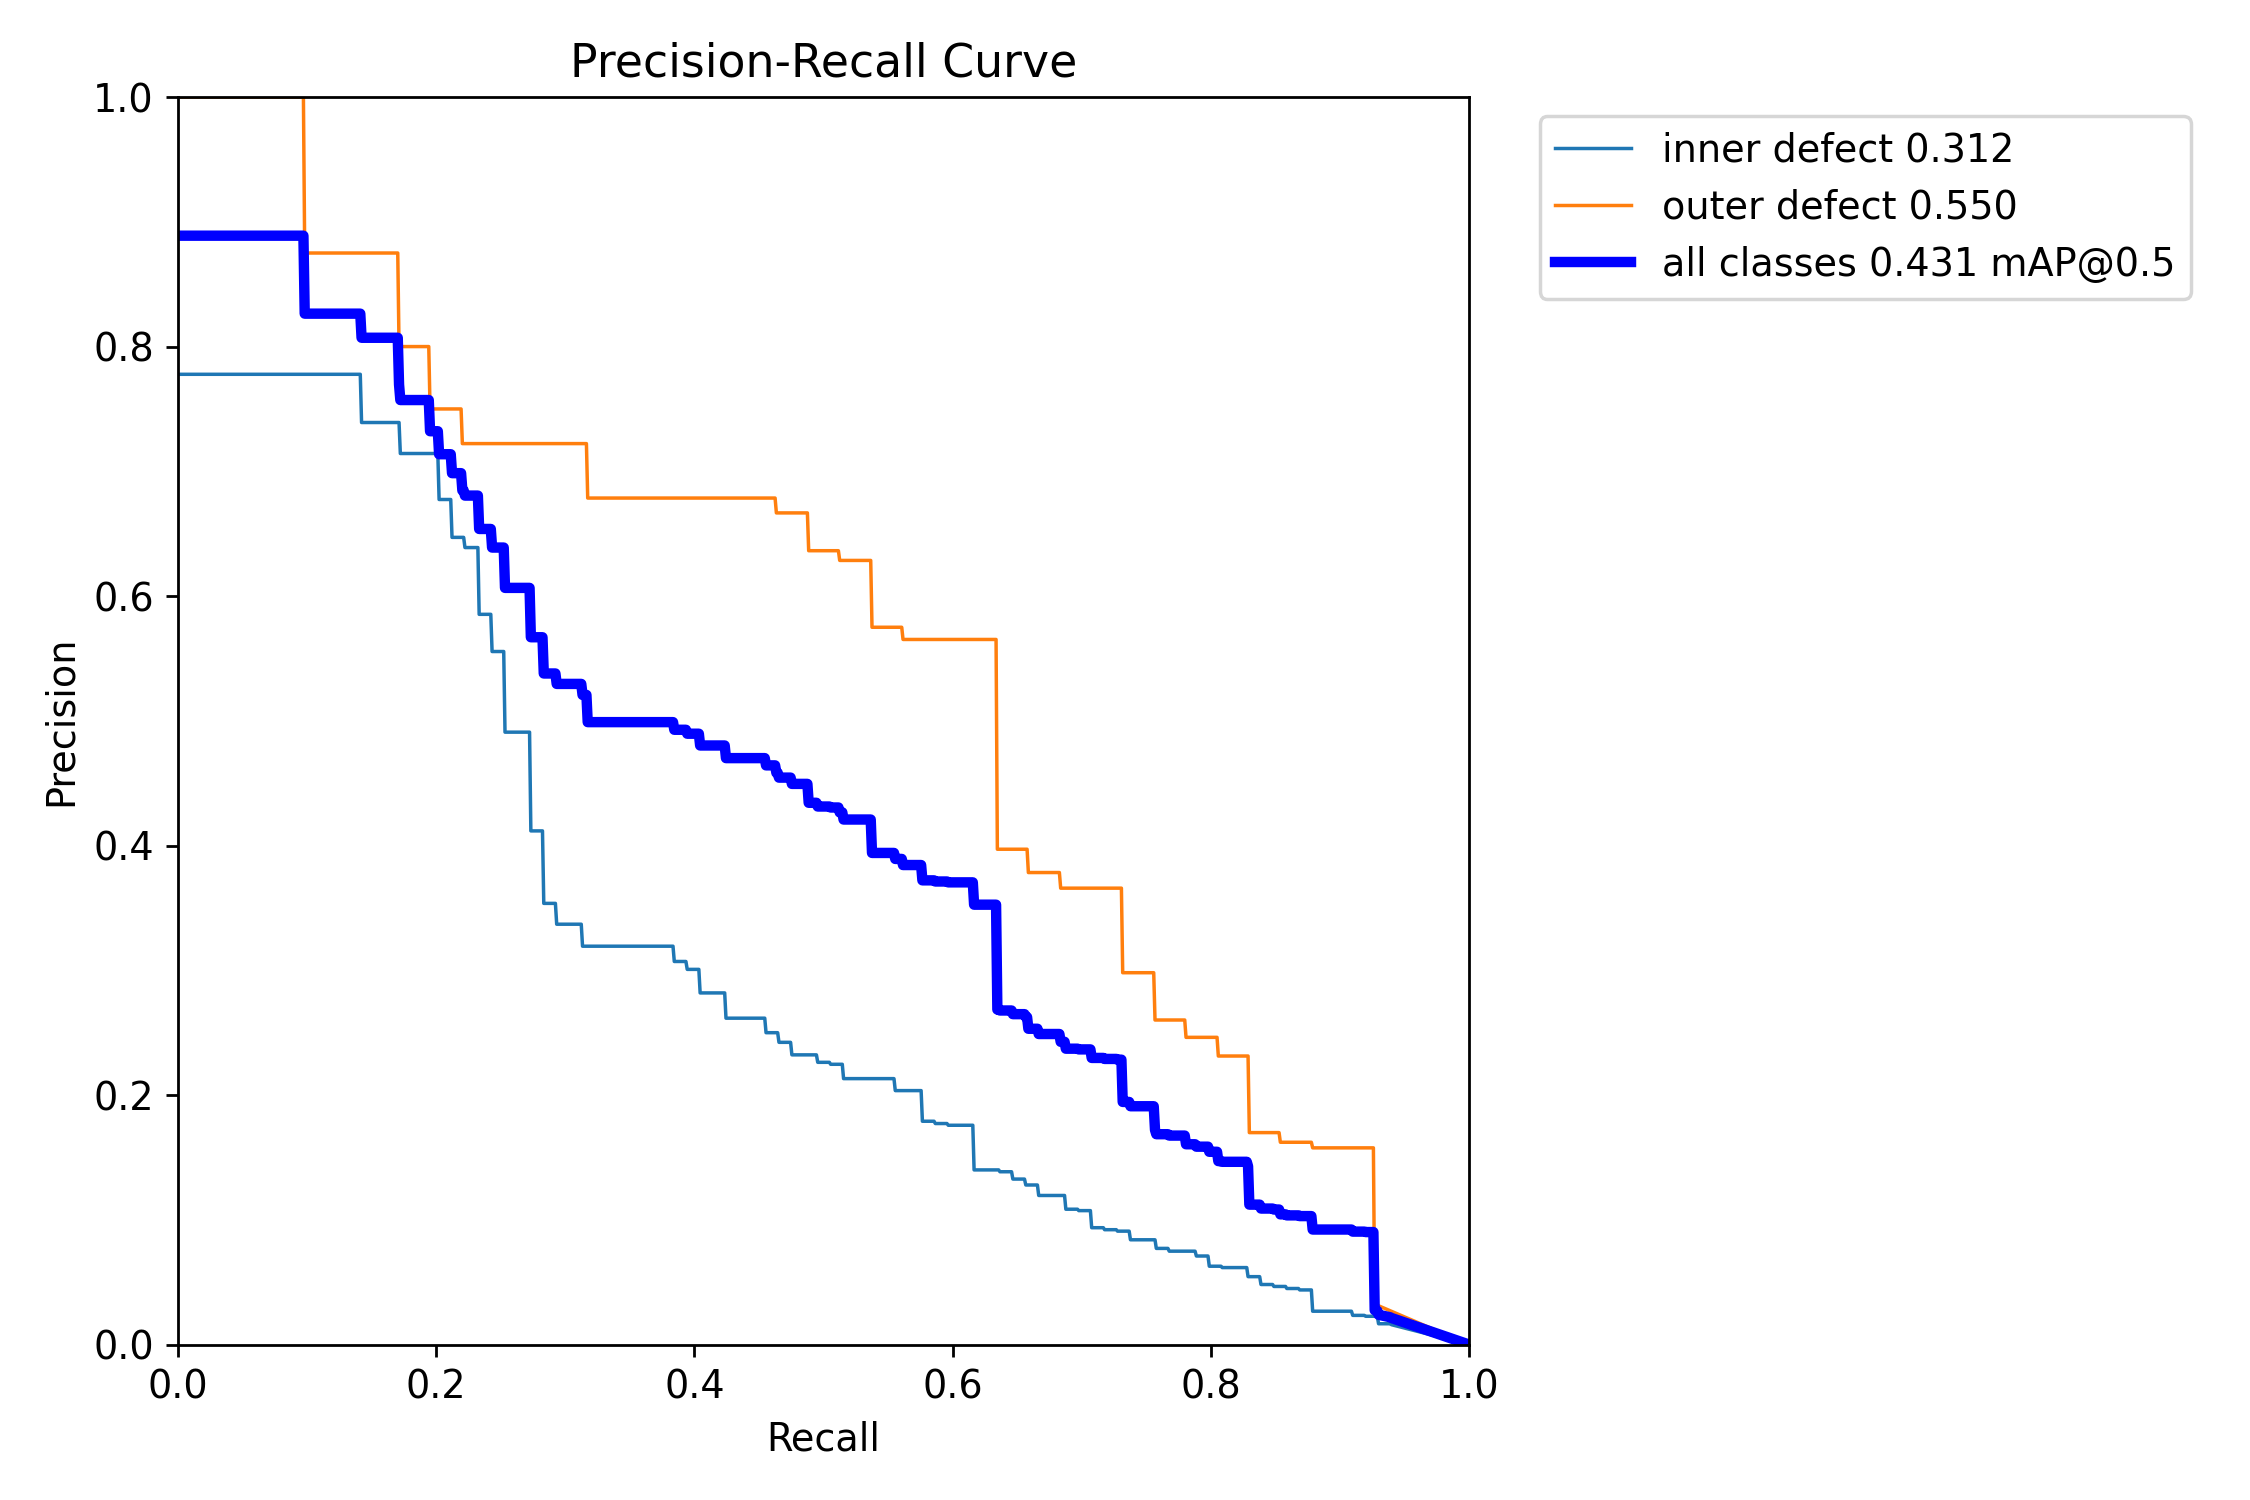 Precision-Recall Curve
1.0
0.8
0.6
0.4
0.2
0.0
Precision
0.0 0.2 0.4 0.6 0.8 1.0
Recall
inner defect 0.312
outer defect 0.550
all classes 0.431 mAP@0.5